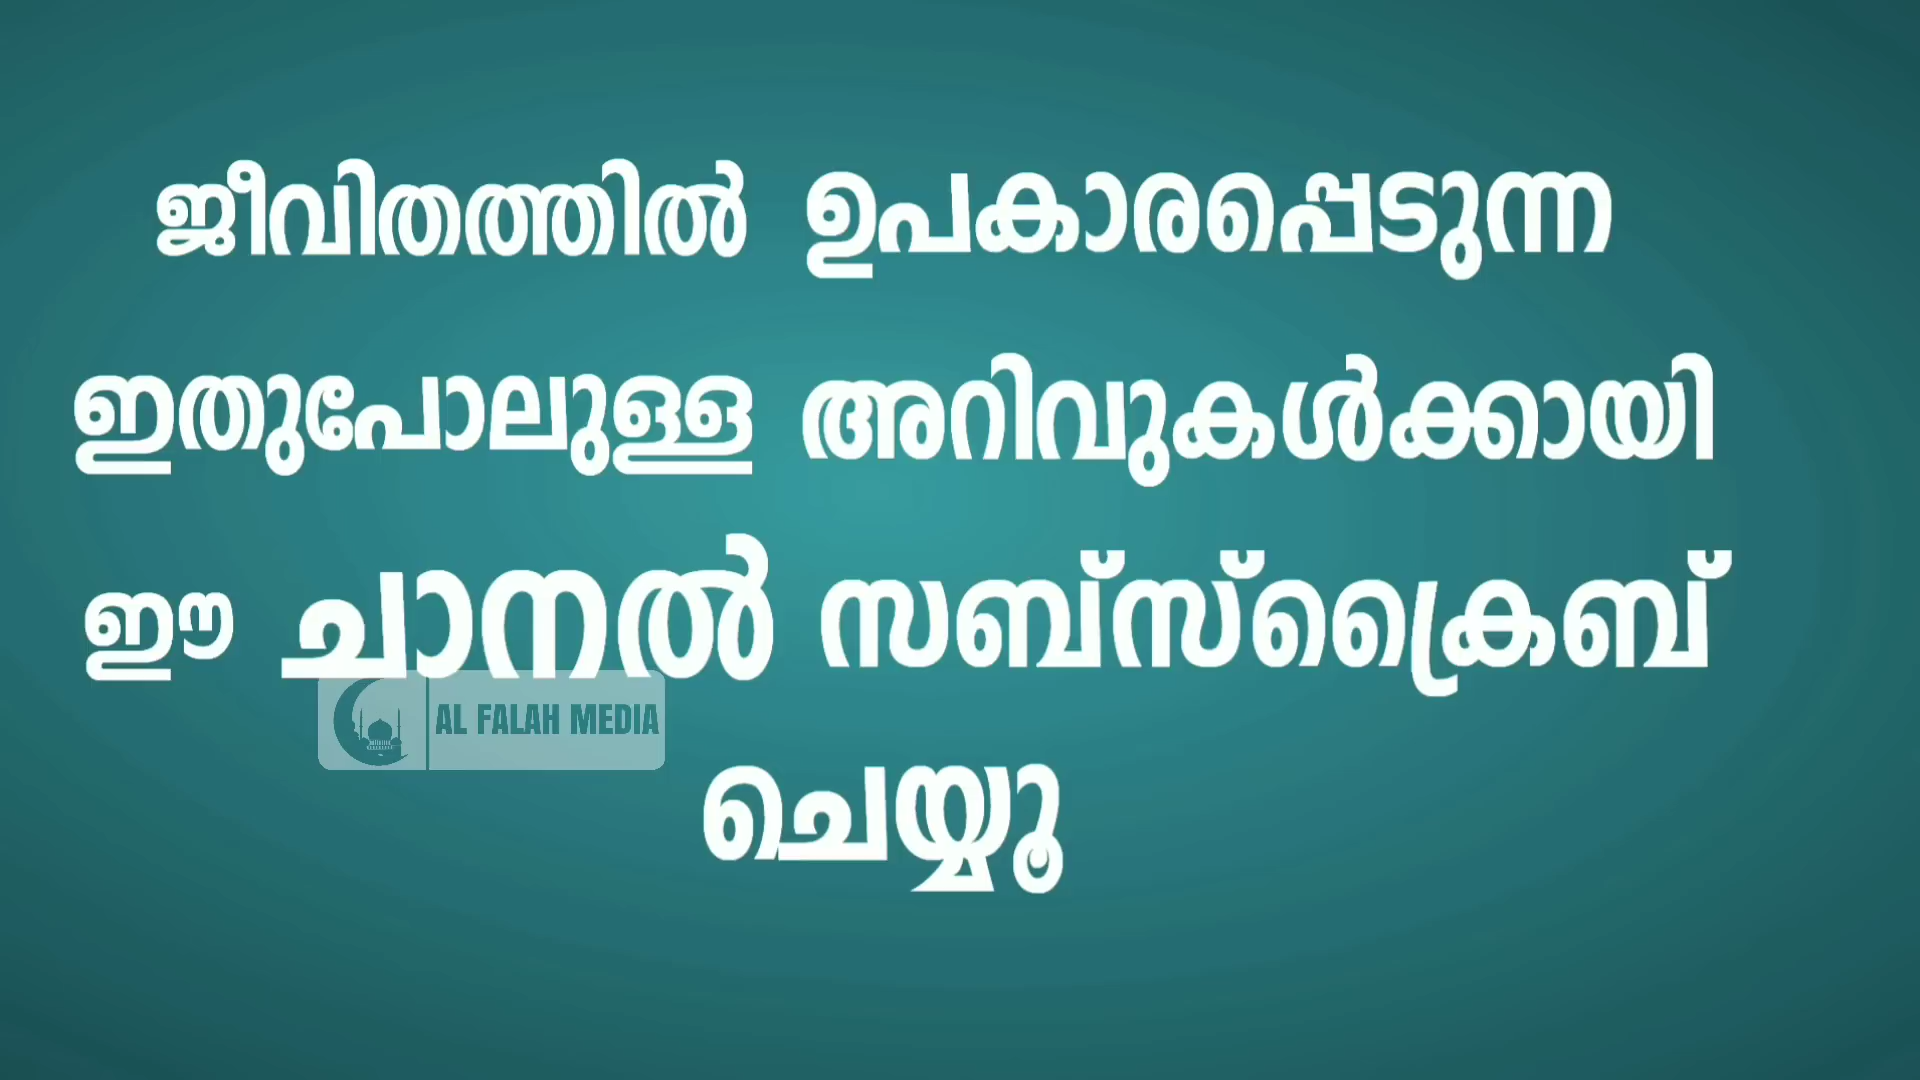 ജീവിതത്തിൽ ഉപകാരപ്പെടുന്ന
ഇതുപോലുള്ള അറിവുകൾക്കായി
ഈ ചാനൽ സബ്സ്ക്രൈബ്
AL FALAH MEDIA
ചെയ്യൂ